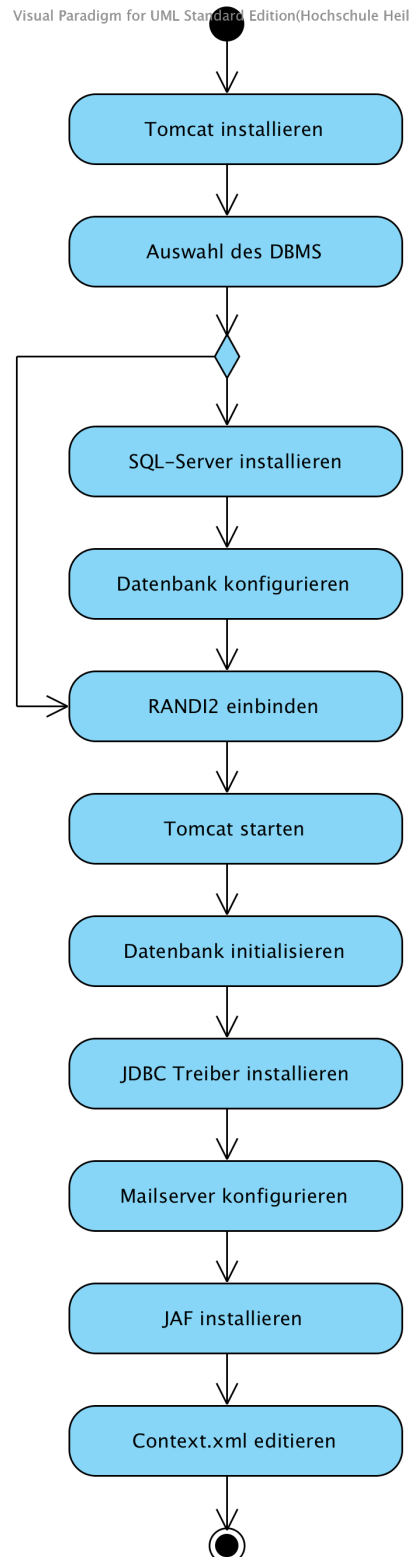 Visual Paradigm for UML Standard Edition(Hochschule Heil
Tomcat installieren
Auswahl des DBMS
SQL-Server installieren
Datenbank konfigurieren
RANDI2 einbinden
Tomcat starten
Datenbank initialisieren
JDBC Treiber installieren
Mailserver konfigurieren
JAF installieren
Context.xml editieren